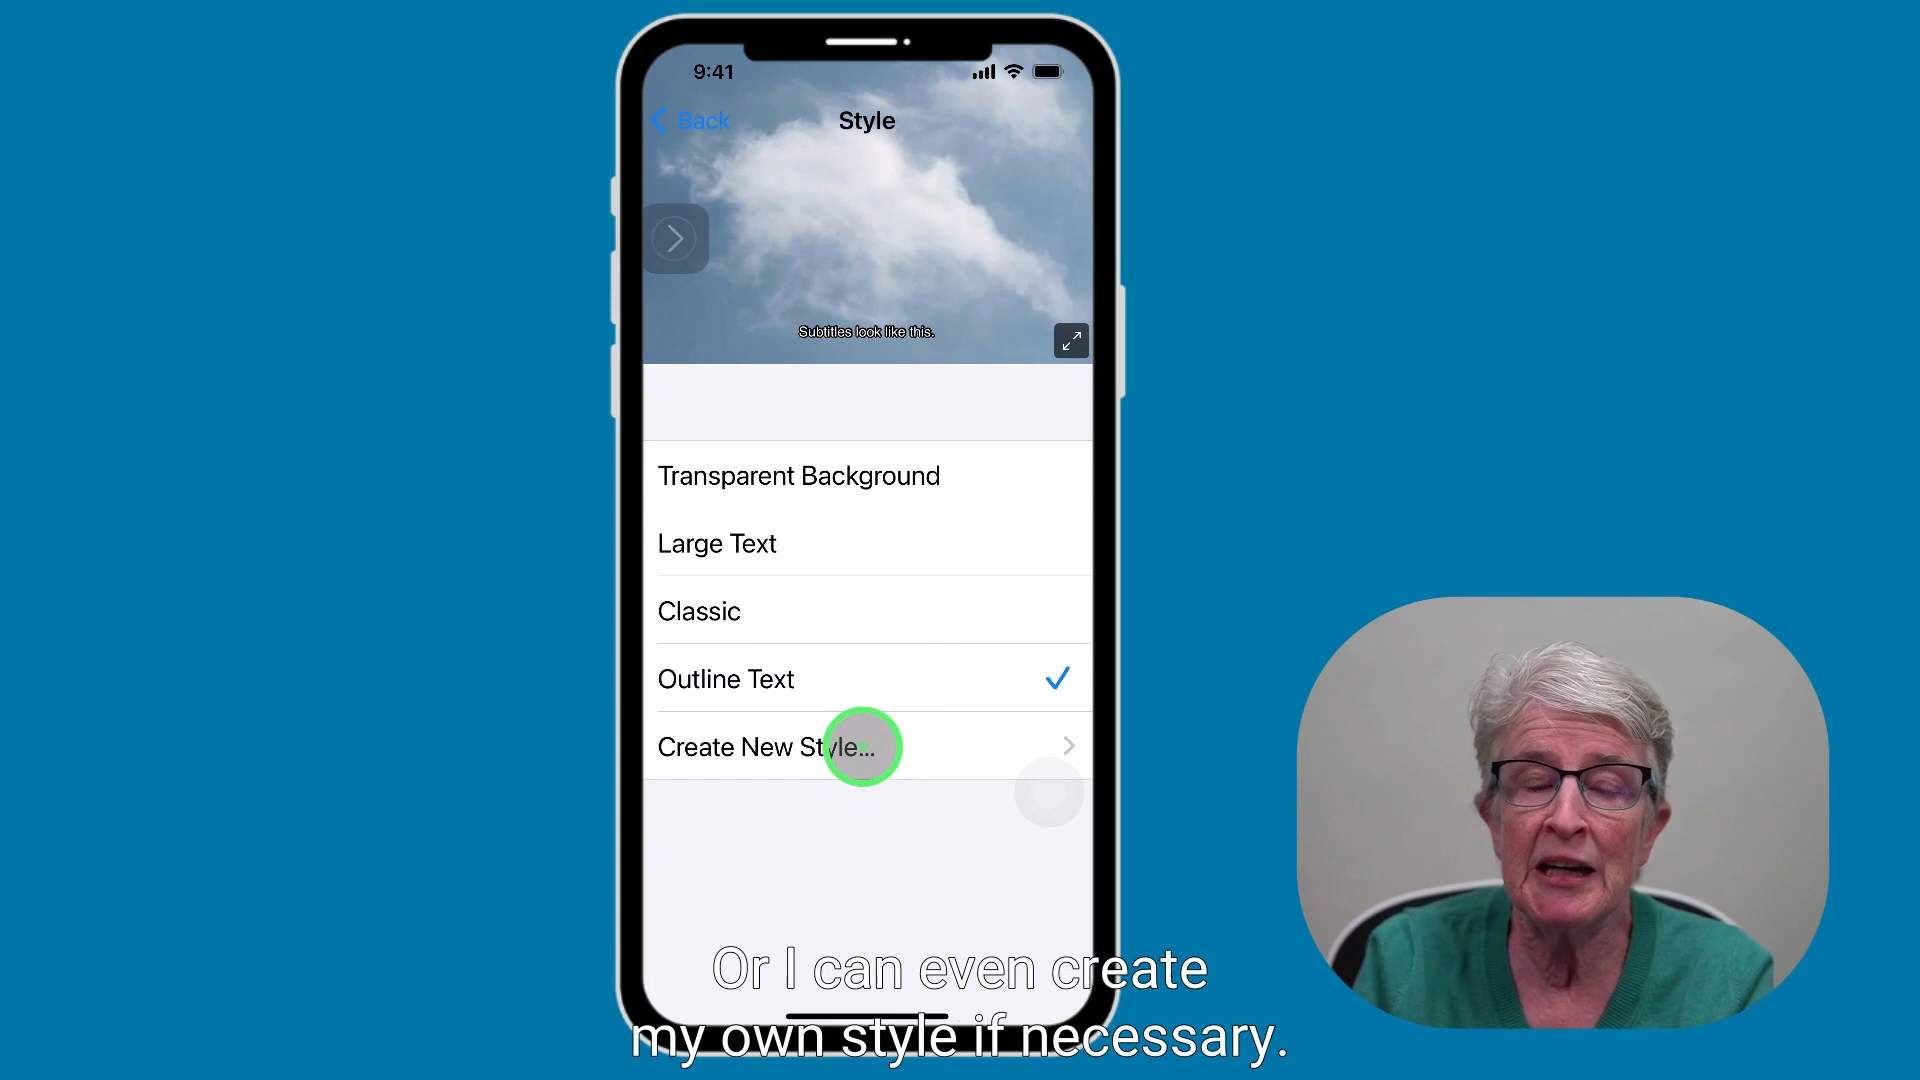 9:41
Back
Style
Subtitles look like this.
Transparent Background
Large Text
Classic
Outline Text
Create New Style...
Or I can even create
my own style if necessary.